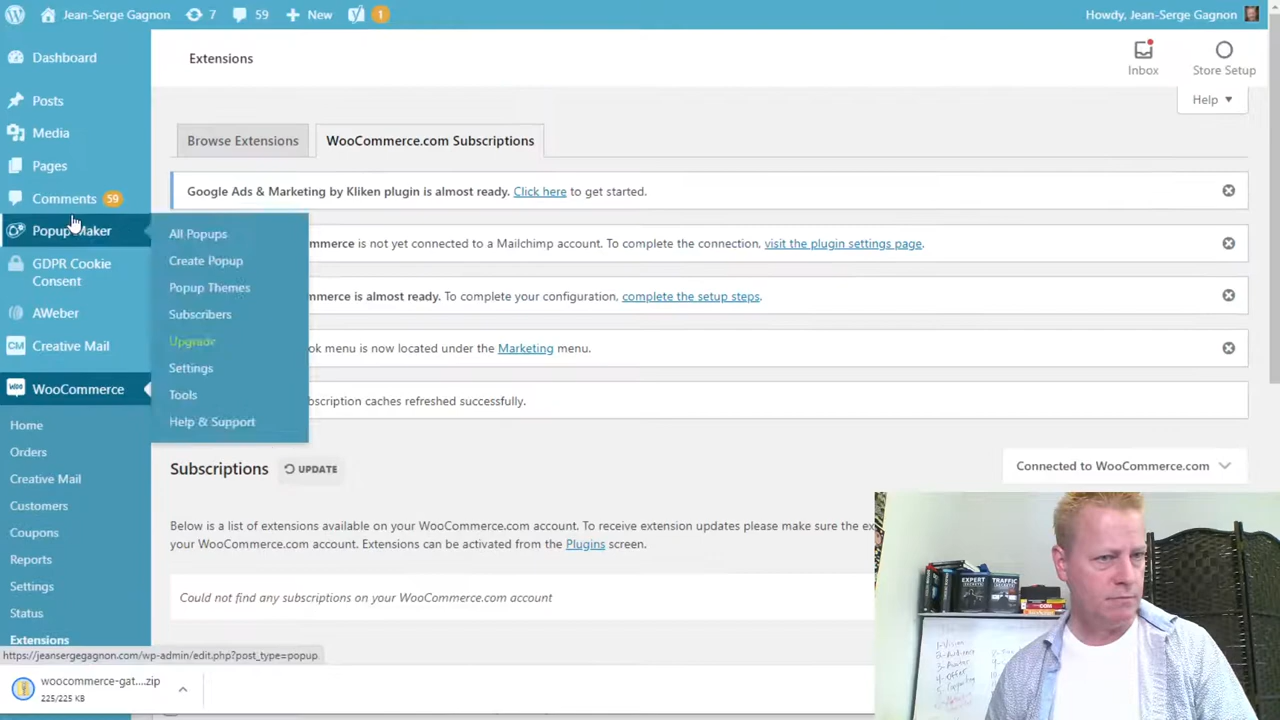 Jean-Serge Gagnon 7 59 + New 1 Howdy, Jean-Serge Gagnon
Dashboard
Posts
Media
Pages
Comments 59
Popup Maker
GDPR Cookie
Consent
AWeber
CM Creative Mail
Woo WooCommerce
Home
Orders
Creative Mail
Customers
Coupons
Reports
Settings
Status
Extensions
All Popups
Create Popup
Popup Themes
Subscribers
Upgrade
Settings
Tools
Help & Support
Extensions
Inbox
Store Setup
Help
Browse Extensions
WooCommerce.com Subscriptions
Google Ads & Marketing by Kliken plugin is almost ready. Click here to get started.
mmerce is not yet connected to a Mailchimp account. To complete the connection, visit the plugin settings page.
mmerce is almost ready. To complete your configuration, complete the setup steps.
ok menu is now located under the Marketing menu.
bscription caches refreshed successfully.
Subscriptions UPDATE
Connected to WooCommerce.com
Below is a list of extensions available on your WooCommerce.com account. To receive extension updates please make sure the ex
your WooCommerce.com account. Extensions can be activated from the Plugins screen.
Could not find any subscriptions on your WooCommerce.com account
https://jeansergegagnon.com/wp-admin/edit.php?post_type=popup
woocommerce-gat....zip
225/225 KB
EXPERT
SECRETS
TRAFFIC
SECRETS